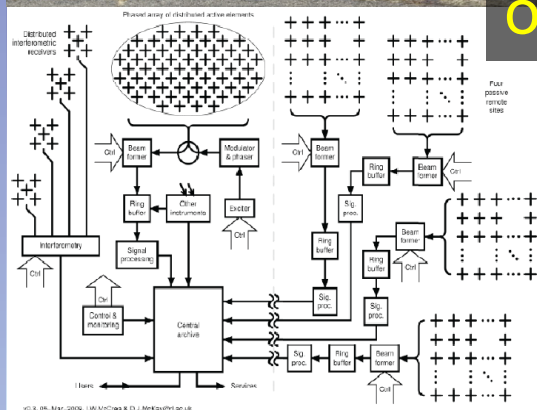 O
Phased array of distributed active elements
Distributed
interferometric
receivers
Four
passive
remote
sites
Ctrl
Beam
former
Modulator
& phaser
Ring
buffer
Other
instruments
Exciter
Ctrl
Signal
processing
Interferometry
Ctrl
Ctrl
Control &
monitoring
Central
archive
Users
Services
Ctrl
Beam
former
Ring
buffer
Sig.
proc.
Ring
buffer
Beam
former
Ctrl
Sig.
proc.
Beam
former
Ctrl
Ring
buffer
Sig.
proc.
Sig.
proc.
Ring
buffer
Beam
former
Ctrl